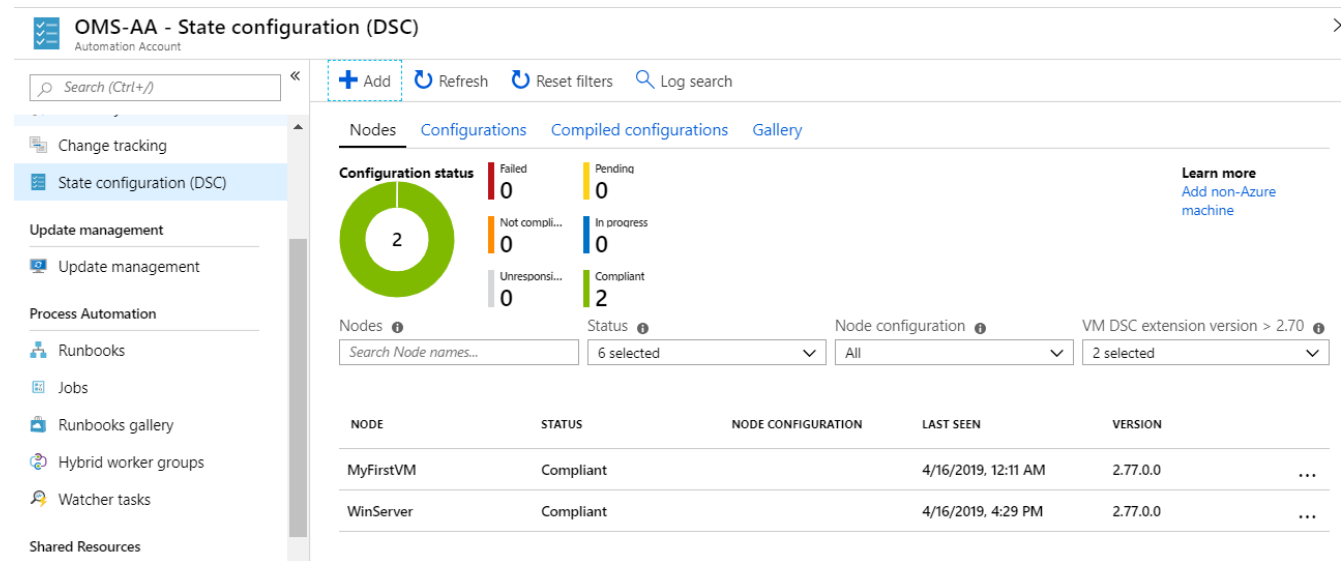 OMS-AA - State configuration (DSC)
Automation Account
Search (Ctrl+/)
Change tracking
State configuration (DSC)
Update management
Update management
Process Automation
Runbooks
Jobs
Runbooks gallery
Hybrid worker groups
Watcher tasks
Shared Resources
Add Refresh Reset filters Log search
Nodes Configurations Compiled configurations Gallery
Configuration status
2
Failed
0
Pending
0
Not compli...
0
In progress
0
Unresponsi...
0
Compliant
2
Learn more
Add non-Azure
machine
Nodes Status Node configuration VM DSC extension version > 2.70
Search Node names... 6 selected All 2 selected
NODE STATUS NODE CONFIGURATION LAST SEEN VERSION
MyFirstVM Compliant 4/16/2019, 12:11 AM 2.77.0.0 ...
WinServer Compliant 4/16/2019, 4:29 PM 2.77.0.0 ...